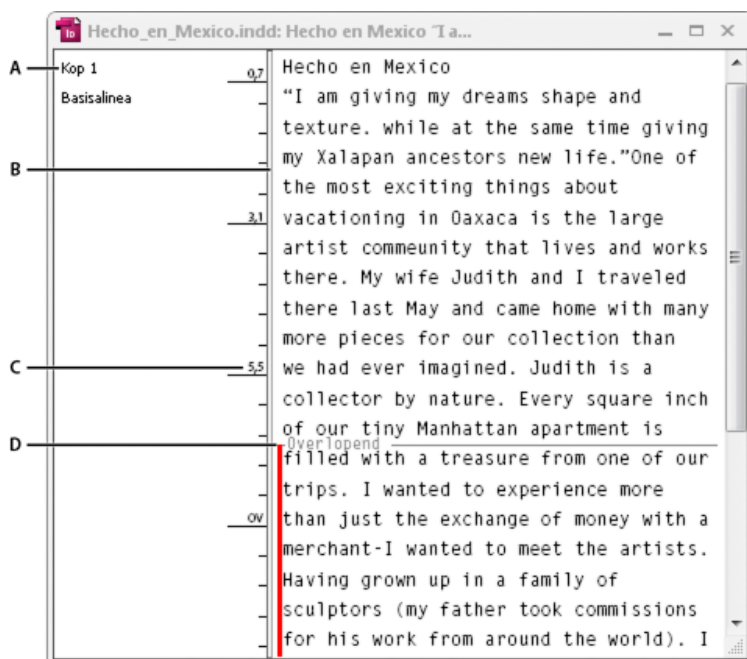 Hecho_en_Mexico.indd: Hecho en Mexico “I a...
A
Kop 1
0,7
Hecho en Mexico
Basisalinea
“I am giving my dreams shape and
texture. while at the same time giving
B
my Xalapan ancestors new life.”One of
the most exciting things about
3,1
vacationing in Oaxaca is the large
artist commeunity that lives and works
there. My wife Judith and I traveled
there last May and came home with many
more pieces for our collection than
C
5,5
we had ever imagined. Judith is a
collector by nature. Every square inch
of our tiny Manhattan apartment is
D
Overlopend
filled with a treasure from one of our
trips. I wanted to experience more
OV
than just the exchange of money with a
merchant-I wanted to meet the artists.
Having grown up in a family of
sculptors (my father took commissions
for his work from around the world). I